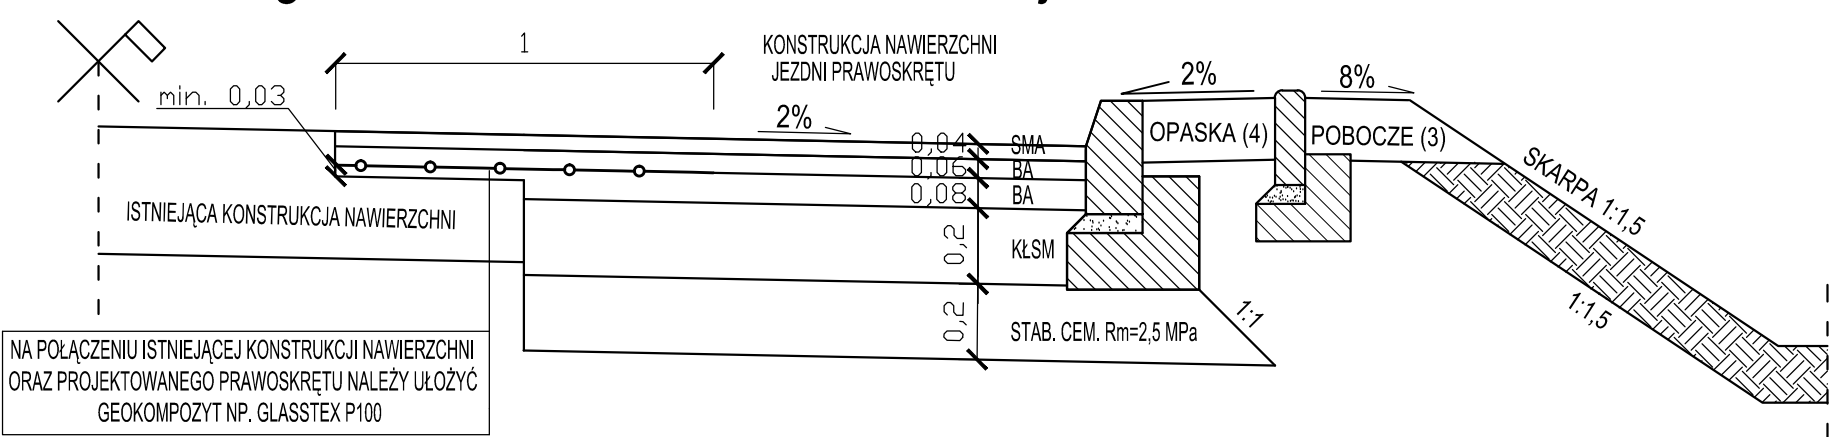 1
KONSTRUKCJA NAWIERZCHNI
JEZDNI PRAWOSKRĘTU
min. 0,03
2%
2%
8%
0,04 SMA
0,06 BA
0,08 BA
0,2 KŁSM
0,2 STAB. CEM. Rm=2,5 MPa
OPASKA (4)
POBOCZE (3)
SKARPA 1:1,5
1:1,5
1:1
ISTNIEJĄCA KONSTRUKCJA NAWIERZCHNI
NA POŁĄCZENIU ISTNIEJĄCEJ KONSTRUKCJI NAWIERZCHNI
ORAZ PROJEKTOWANEGO PRAWOSKRĘTU NALEŻY UŁOŻYĆ
GEOKOMPOZYT NP. GLASSTEX P100